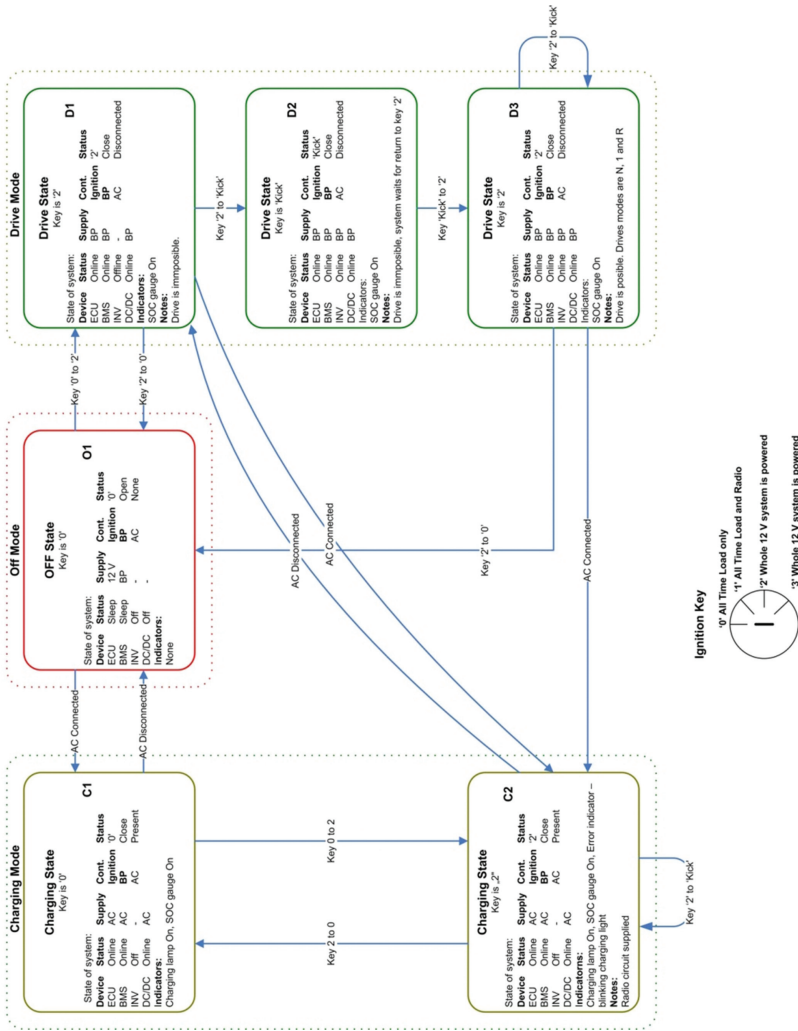 Charging Mode
Charging State
Key is '0'
C1
State of system:
Device Status Supply Cont. Status
ECU Online AC Ignition '0'
BMS Online AC BP Close
INV Off - AC Present
DC/DC Online AC
Indicators:
Charging lamp On, SOC gauge On
Key 2 to 0
Key 0 to 2
Charging State
Key is „2"
C2
State of system:
Device Status Supply Cont. Status
ECU Online AC Ignition '2'
BMS Online AC BP Close
INV Off - AC Present
DC/DC Online AC
Indicatorns:
Charging lamp On, SOC gauge On, Error indicator –
blinking charging light
Notes:
Radio circuit supplied
Key '2' to 'Kick'
AC Connected
AC Disconnected
Off Mode
OFF State
Key is '0'
O1
State of system:
Device Status Supply Cont. Status
ECU Sleep 12 V Ignition '0'
BMS Sleep BP BP Open
INV Off - AC None
DC/DC Off -
Indicators:
None
Key '0' to '2'
Key '2' to '0'
AC Disconnected
AC Connected
Key '2' to '0'
AC Connected
Drive Mode
Drive State
Key is '2'
D1
State of system:
Device Status Supply Cont. Status
ECU Online BP Ignition '2'
BMS Online BP BP Close
INV Offline - AC Disconnected
DC/DC Online BP
Indicators:
SOC gauge On
Notes:
Drive is immposible.
Key '2' to 'Kick'
Drive State
Key is 'Kick'
D2
State of system:
Device Status Supply Cont. Status
ECU Online BP Ignition 'Kick'
BMS Online BP BP Close
INV Online BP AC Disconnected
DC/DC Online BP
Indicators:
SOC gauge On
Notes:
Drive is immposible, system waits for return to key '2'
Key 'Kick' to '2'
Drive State
Key is '2'
D3
State of system:
Device Status Supply Cont. Status
ECU Online BP Ignition '2'
BMS Online BP BP Close
INV Online BP AC Disconnected
DC/DC Online BP
Indicators:
SOC gauge On
Notes:
Drive is posible. Drives modes are N, 1 and R
Key '2' to 'Kick'
Ignition Key
'0' All Time Load only
'1' All Time Load and Radio
'2' Whole 12 V system is powered
'3' Whole 12 V system is powered